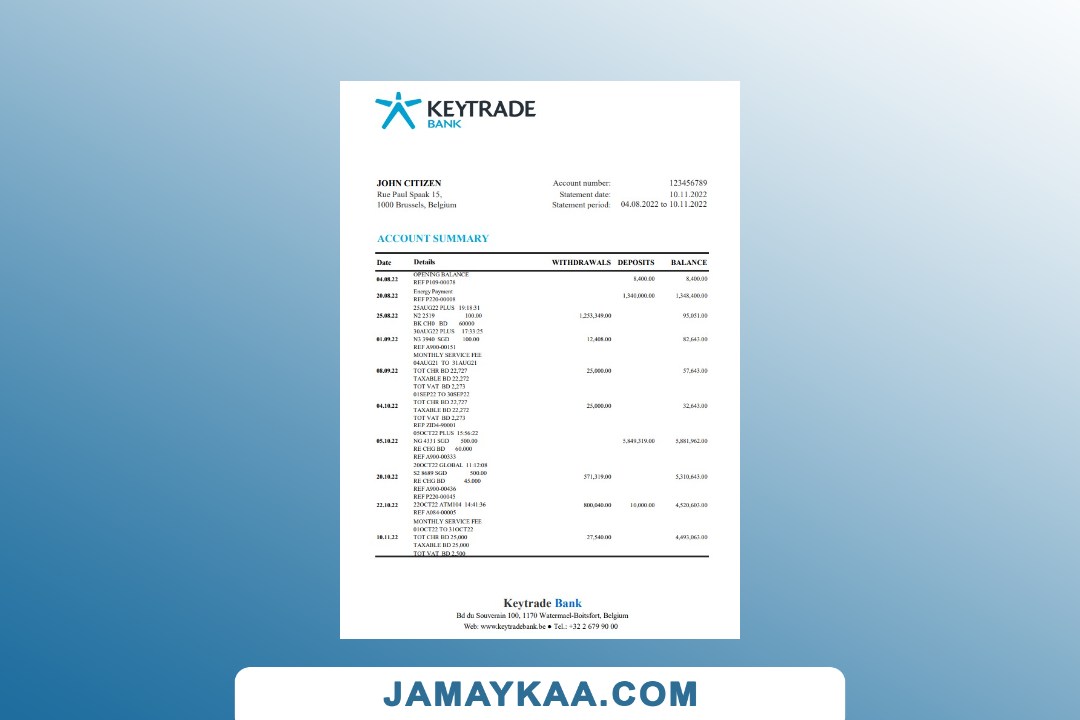 KEYTRADE
BANK
JOHN CITIZEN
Rue Paul Spaak 15,
1000 Brussels, Belgium
Account number: 123456789
Statement date: 10.11.2022
Statement period: 04.08.2022 to 10.11.2022
ACCOUNT SUMMARY
Date Details WITHDRAWALS DEPOSITS BALANCE
OPENING BALANCE
04.08.22 8,400.00 8,400.00
REF P109-00078
Energy Payment
20.08.22 1,340,000.00 1,348,400.00
REF P220-00008
25AUG22 PLUS 19:18:31
25.08.22 N2 2519 100.00 1,253,349.00 95,051.00
BK CH0 BD 60000
30AUG22 PLUS 17:33:25
01.09.22 N3 3940 SGD 100.00 12,408.00 82,643.00
REF A900-00151
MONTHLY SERVICE FEE
04AUG21 TO 31AUG21
08.09.22 TOT CHR BD 22,727 25,000.00 57,643.00
TAXABLE BD 22,272
TOT VAT BD 2,273
01SEP22 TO 30SEP22
04.10.22 TOT CHR BD 22,727 25,000.00 32,643.00
TAXABLE BD 22,272
TOT VAT BD 2,273
REF ZID4-90001
05OCT22 PLUS 15:56:22
05.10.22 NG 4331 SGD 500.00 5,849,319.00 5,881,962.00
RE CHG BD 60.000
REF A900-00333
20OCT22 GLOBAL 11:12:08
20.10.22 S2 8689 SGD 500.00 571,319.00 5,310,643.00
RE CHG BD 45.000
REF A900-00436
REF P220-00045
22.10.22 22OCT22 ATM104 14:41:36 800,040.00 10,000.00 4,520,603.00
REF A084-00005
MONTHLY SERVICE FEE
01OCT22 TO 31OCT22
10.11.22 TOT CHR BD 25,000 27,540.00 4,493,063.00
TAXABLE BD 25,000
TOT VAT BD 2,500
Keytrade Bank
Bd du Souverain 100, 1170 Watermael-Boitsfort, Belgium
Web: www.keytradebank.be ● Tel.: +32 2 679 90 00
JAMAYKAA.COM